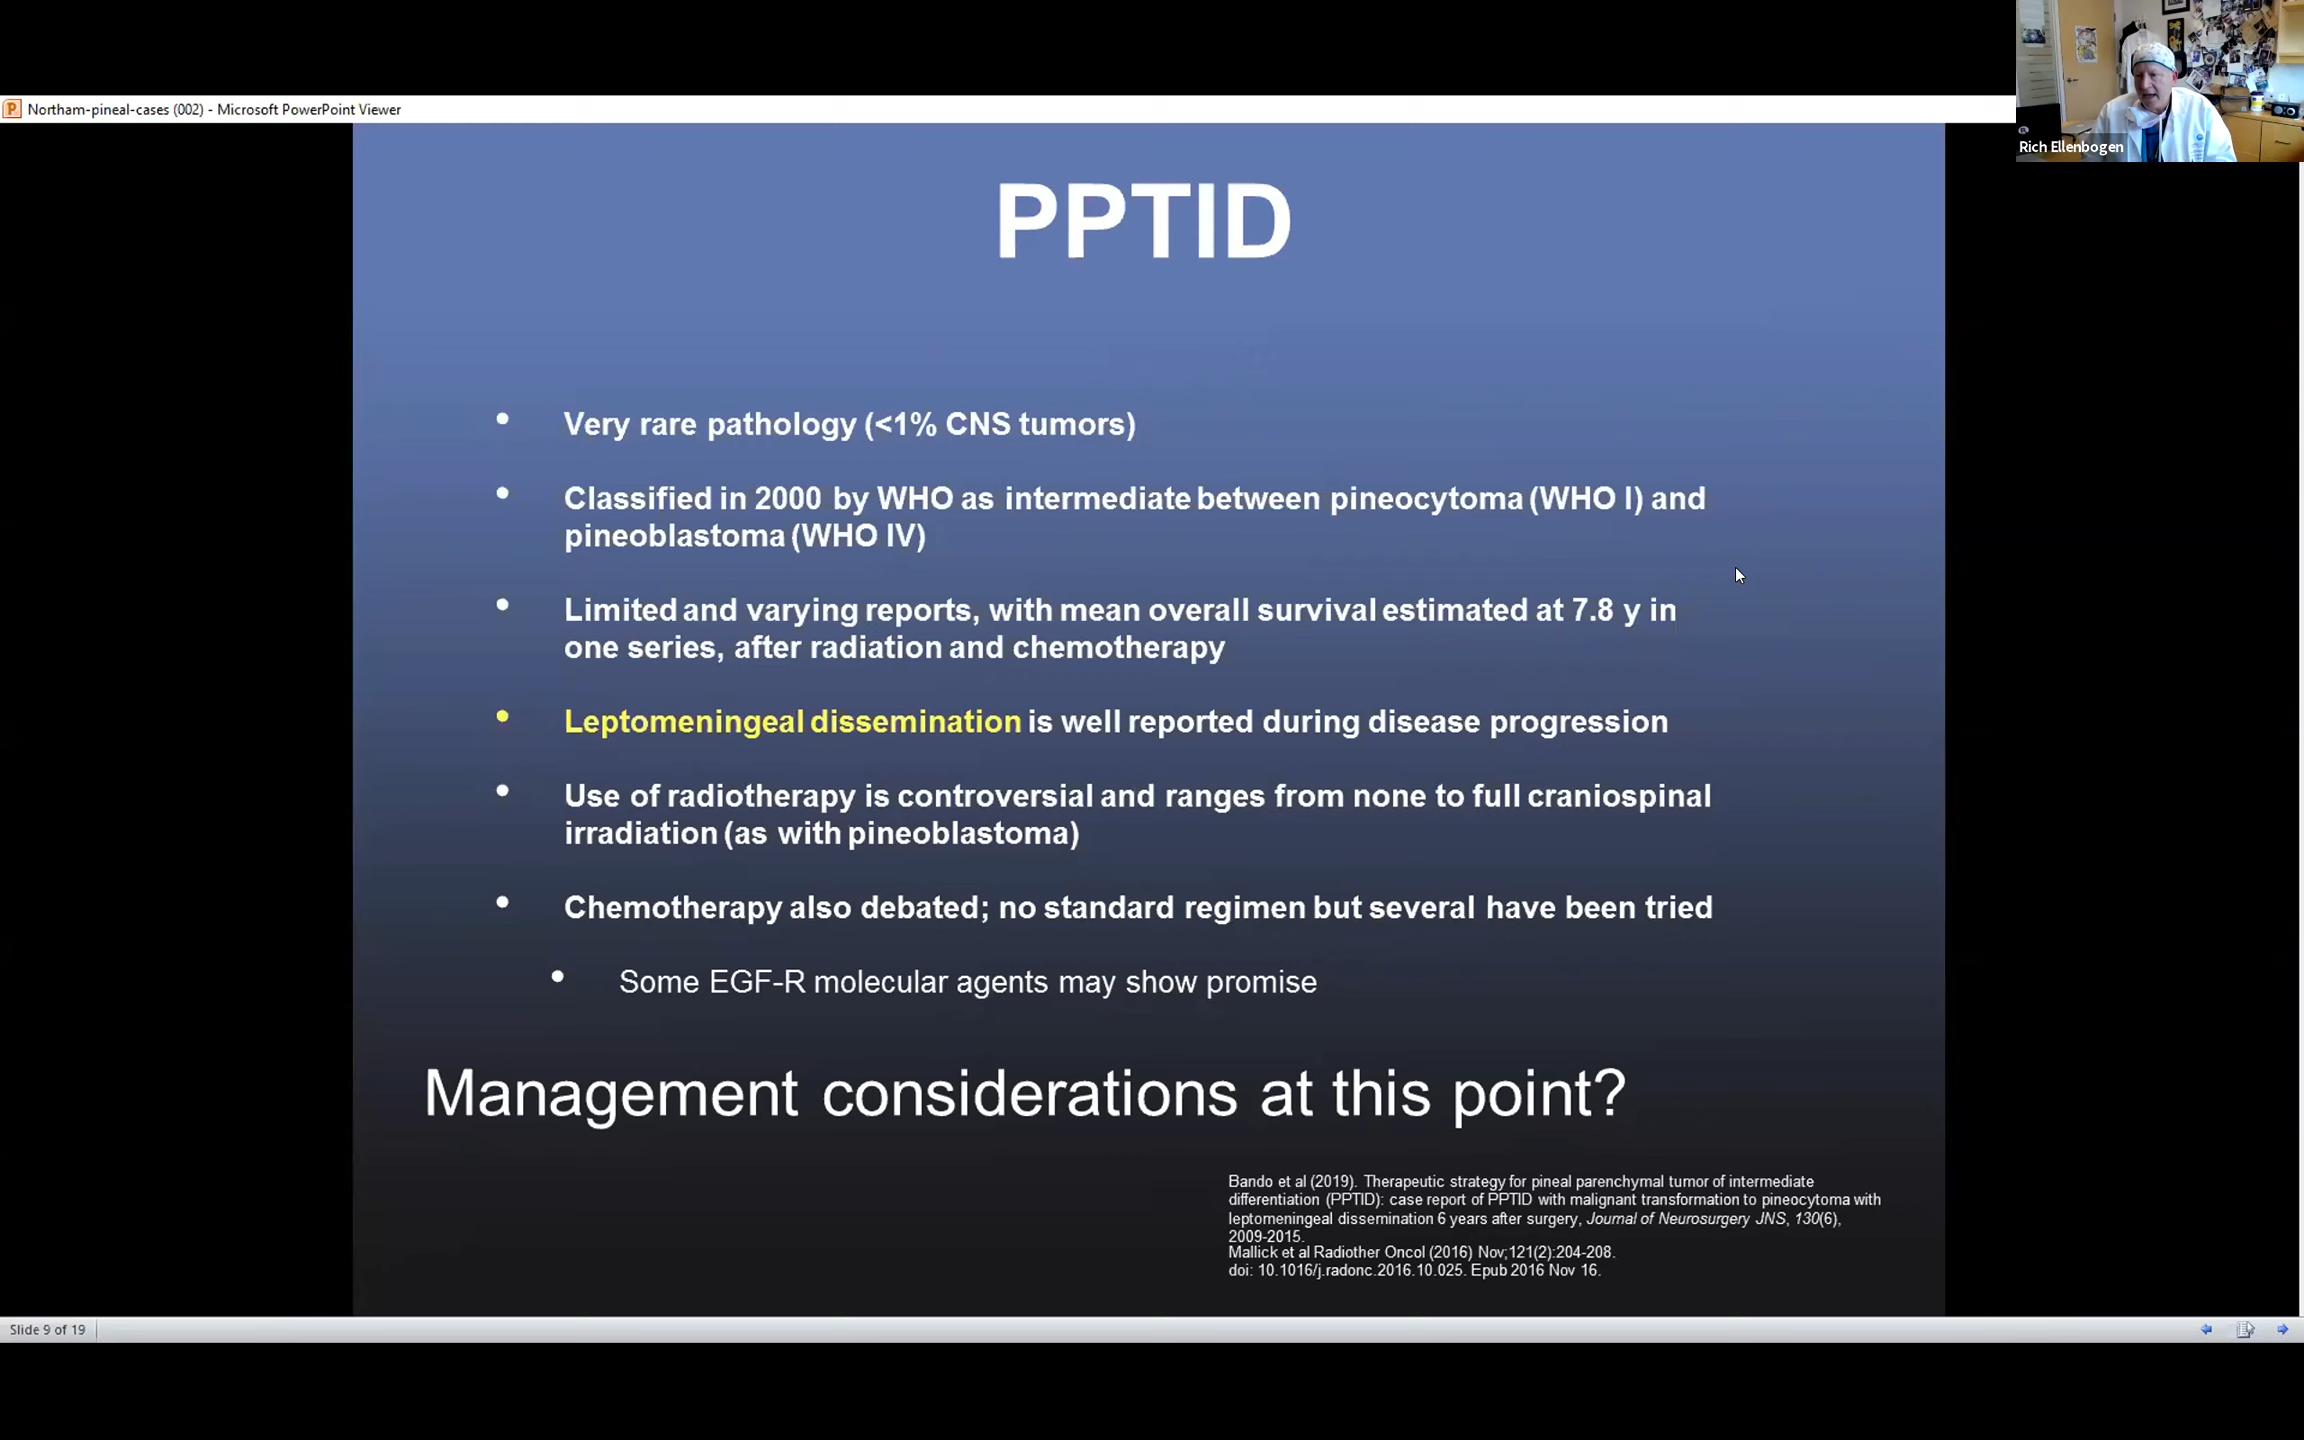 Northam-pineal-cases (002) - Microsoft PowerPoint Viewer
Rich Ellenbogen
PPTID
• Very rare pathology (<1% CNS tumors)
• Classified in 2000 by WHO as intermediate between pineocytoma (WHO I) and
pineoblastoma (WHO IV)
• Limited and varying reports, with mean overall survival estimated at 7.8 y in
one series, after radiation and chemotherapy
• Leptomeningeal dissemination is well reported during disease progression
• Use of radiotherapy is controversial and ranges from none to full craniospinal
irradiation (as with pineoblastoma)
• Chemotherapy also debated; no standard regimen but several have been tried
• Some EGF-R molecular agents may show promise
Management considerations at this point?
Bando et al (2019). Therapeutic strategy for pineal parenchymal tumor of intermediate
differentiation (PPTID): case report of PPTID with malignant transformation to pineocytoma with
leptomeningeal dissemination 6 years after surgery, Journal of Neurosurgery JNS, 130(6),
2009-2015.
Mallick et al Radiother Oncol (2016) Nov;121(2):204-208.
doi: 10.1016/j.radonc.2016.10.025. Epub 2016 Nov 16.
Slide 9 of 19